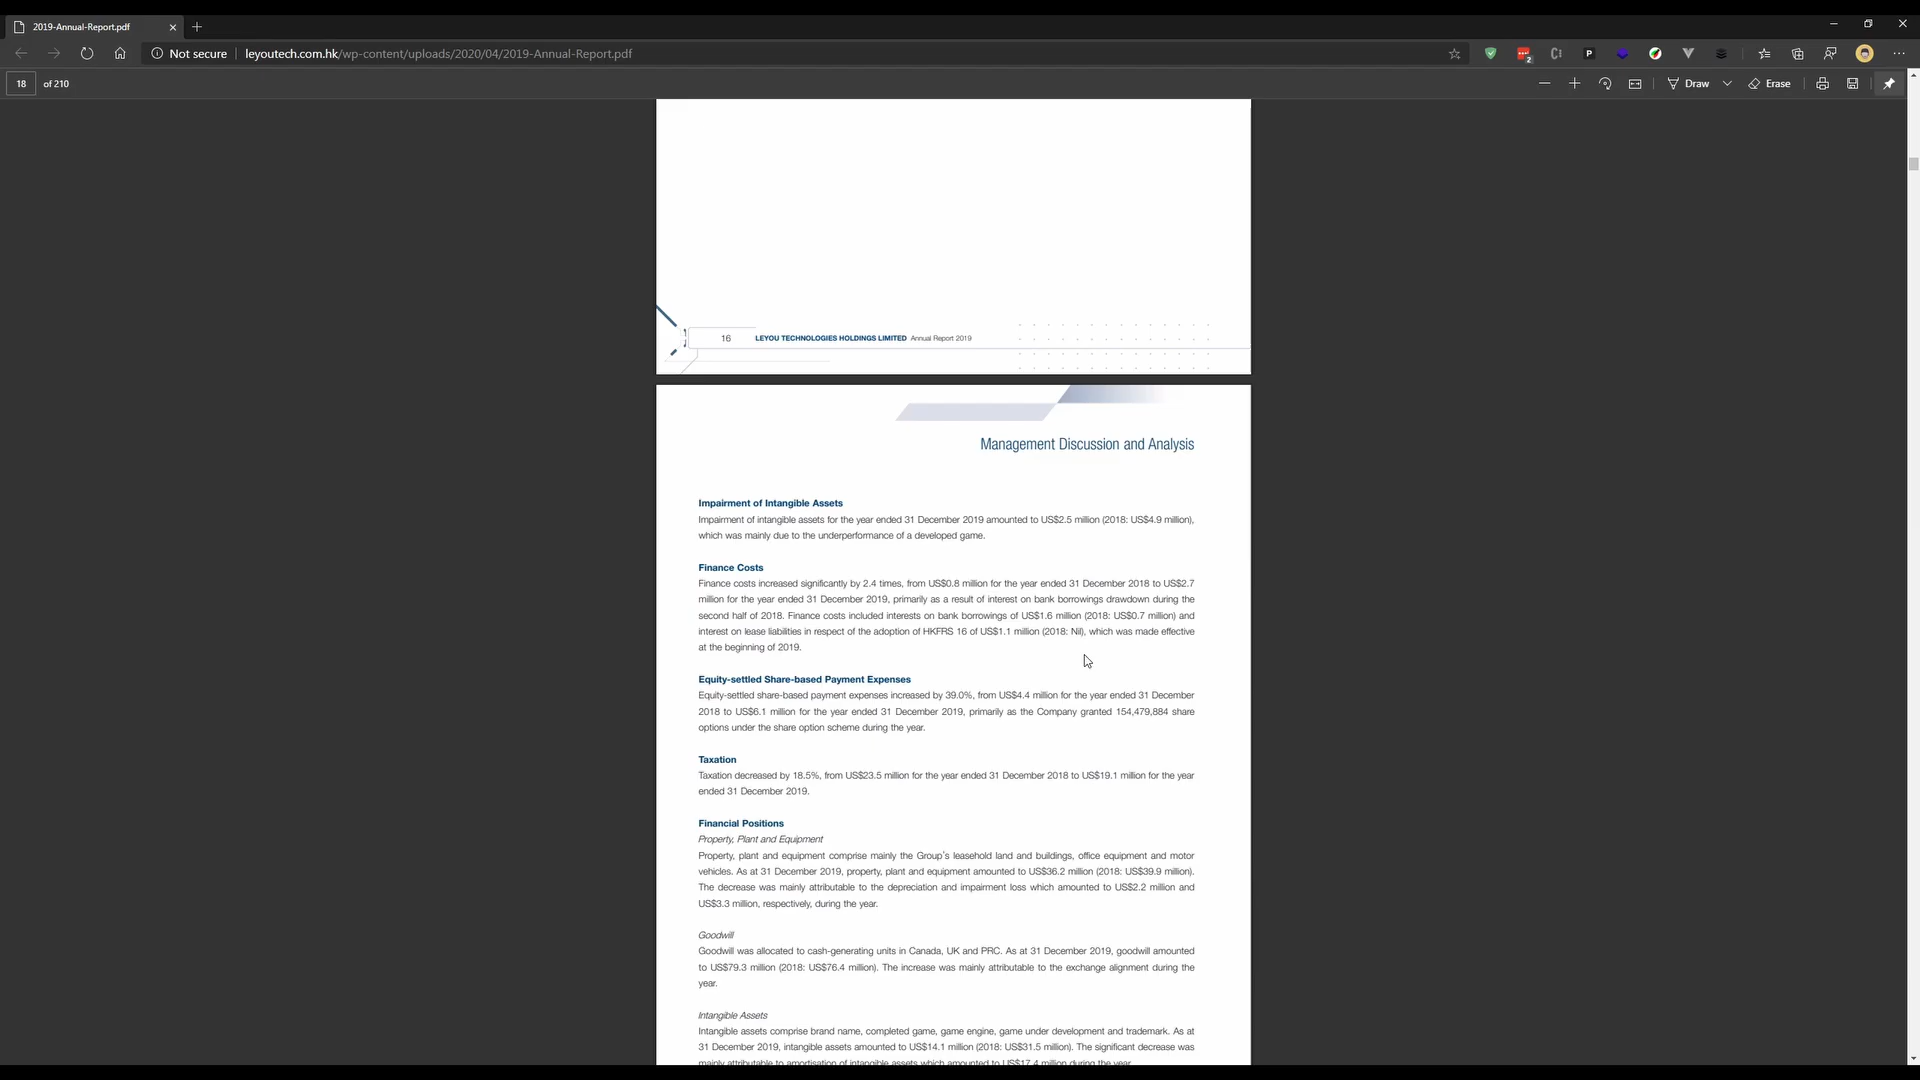 2019-Annual-Report.pdf
Not secure leyoutech.com.hk/wp-content/uploads/2020/04/2019-Annual-Report.pdf
2
P
18 of 210
Draw Erase
16 LEYOU TECHNOLOGIES HOLDINGS LIMITED Annual Report 2019
Management Discussion and Analysis
Impairment of Intangible Assets
Impairment of intangible assets for the year ended 31 December 2019 amounted to US$2.5 million (2018: US$4.9 million),
which was mainly due to the underperformance of a developed game.
Finance Costs
Finance costs increased significantly by 2.4 times, from US$0.8 million for the year ended 31 December 2018 to US$2.7
million for the year ended 31 December 2019, primarily as a result of interest on bank borrowings drawdown during the
second half of 2018. Finance costs included interests on bank borrowings of US$1.6 million (2018: US$0.7 million) and
interest on lease liabilities in respect of the adoption of HKFRS 16 of US$1.1 million (2018: Nil), which was made effective
at the beginning of 2019.
Equity-settled Share-based Payment Expenses
Equity-settled share-based payment expenses increased by 39.0%, from US$4.4 million for the year ended 31 December
2018 to US$6.1 million for the year ended 31 December 2019, primarily as the Company granted 154,479,884 share
options under the share option scheme during the year.
Taxation
Taxation decreased by 18.5%, from US$23.5 million for the year ended 31 December 2018 to US$19.1 million for the year
ended 31 December 2019.
Financial Positions
Property, Plant and Equipment
Property, plant and equipment comprise mainly the Group's leasehold land and buildings, office equipment and motor
vehicles. As at 31 December 2019, property, plant and equipment amounted to US$36.2 million (2018: US$39.9 million).
The decrease was mainly attributable to the depreciation and impairment loss which amounted to US$2.2 million and
US$3.3 million, respectively, during the year.
Goodwill
Goodwill was allocated to cash-generating units in Canada, UK and PRC. As at 31 December 2019, goodwill amounted
to US$79.3 million (2018: US$76.4 million). The increase was mainly attributable to the exchange alignment during the
year.
Intangible Assets
Intangible assets comprise brand name, completed game, game engine, game under development and trademark. As at
31 December 2019, intangible assets amounted to US$14.1 million (2018: US$31.5 million). The significant decrease was
mainly attributable to amortisation of intangible assets which amounted to US$17.4 million during the year.